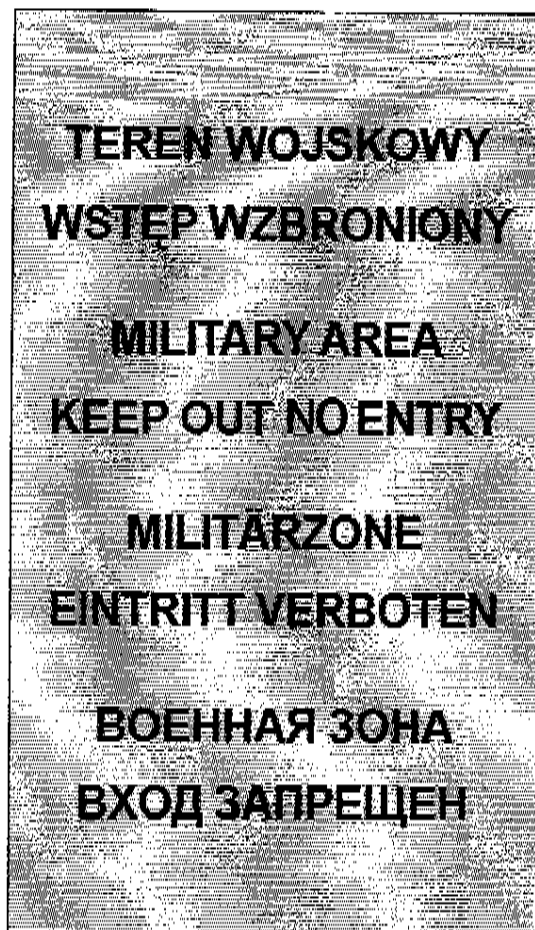 TEREN WOJSKOWY
WSTĘP WZBRONIONY
MILITARY AREA
KEEP OUT NO ENTRY
MILITÄRZONE
EINTRITT VERBOTEN
ВОЕННАЯ ЗОНА
ВХОД ЗАПРЕЩЕН